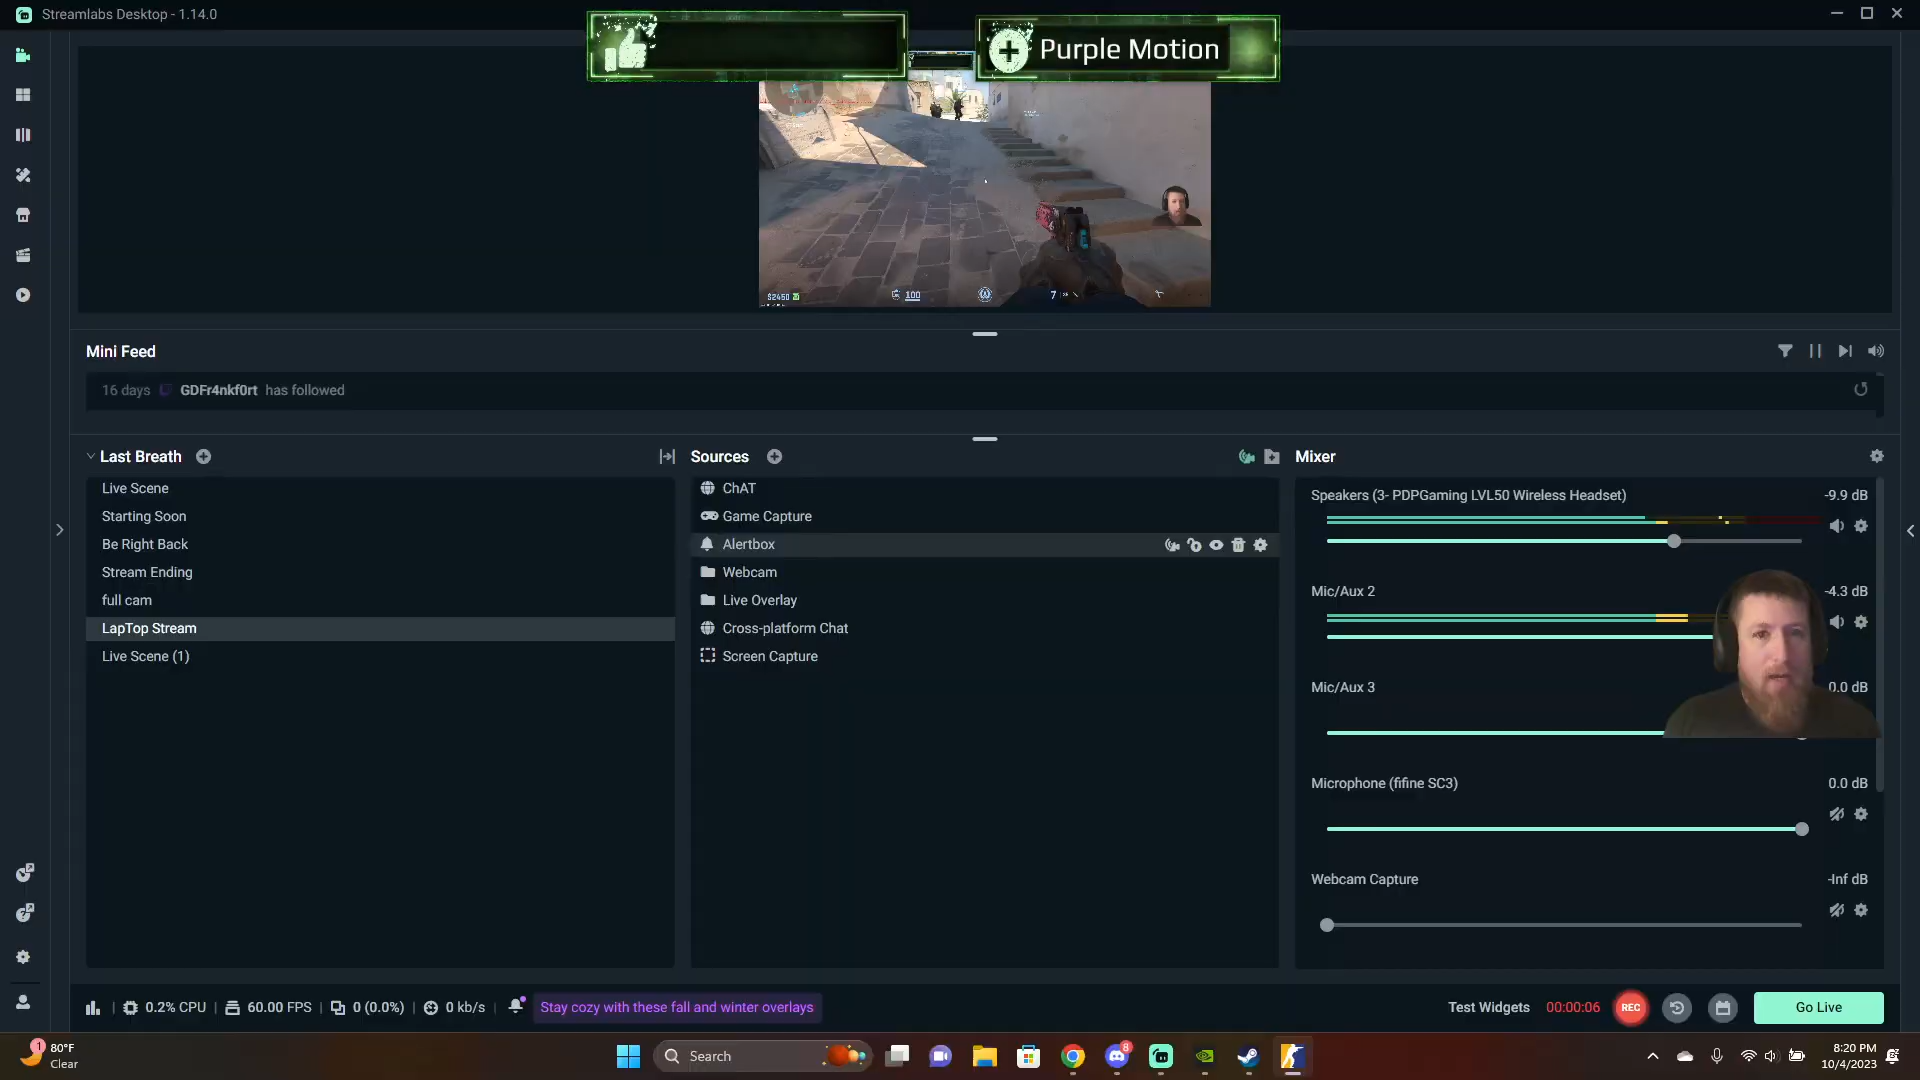 Streamlabs Desktop - 1.14.0
Purple Motion
$2450
100
7
Mini Feed
16 days GDFr4nkf0rt has followed
Last Breath
Live Scene
Starting Soon
Be Right Back
Stream Ending
full cam
LapTop Stream
Live Scene (1)
Sources
ChAT
Game Capture
Alertbox
Webcam
Live Overlay
Cross-platform Chat
Screen Capture
Mixer
Speakers (3- PDPGaming LVL50 Wireless Headset) -9.9 dB
Mic/Aux 2 -4.3 dB
Mic/Aux 3 0.0 dB
Microphone (fifine SC3) 0.0 dB
Webcam Capture -Inf dB
0.2% CPU 60.00 FPS 0 (0.0%) 0 kb/s Stay cozy with these fall and winter overlays
Test Widgets 00:00:06 REC Go Live
1
80°F
Clear
Search
8
8:20 PM
10/4/2023